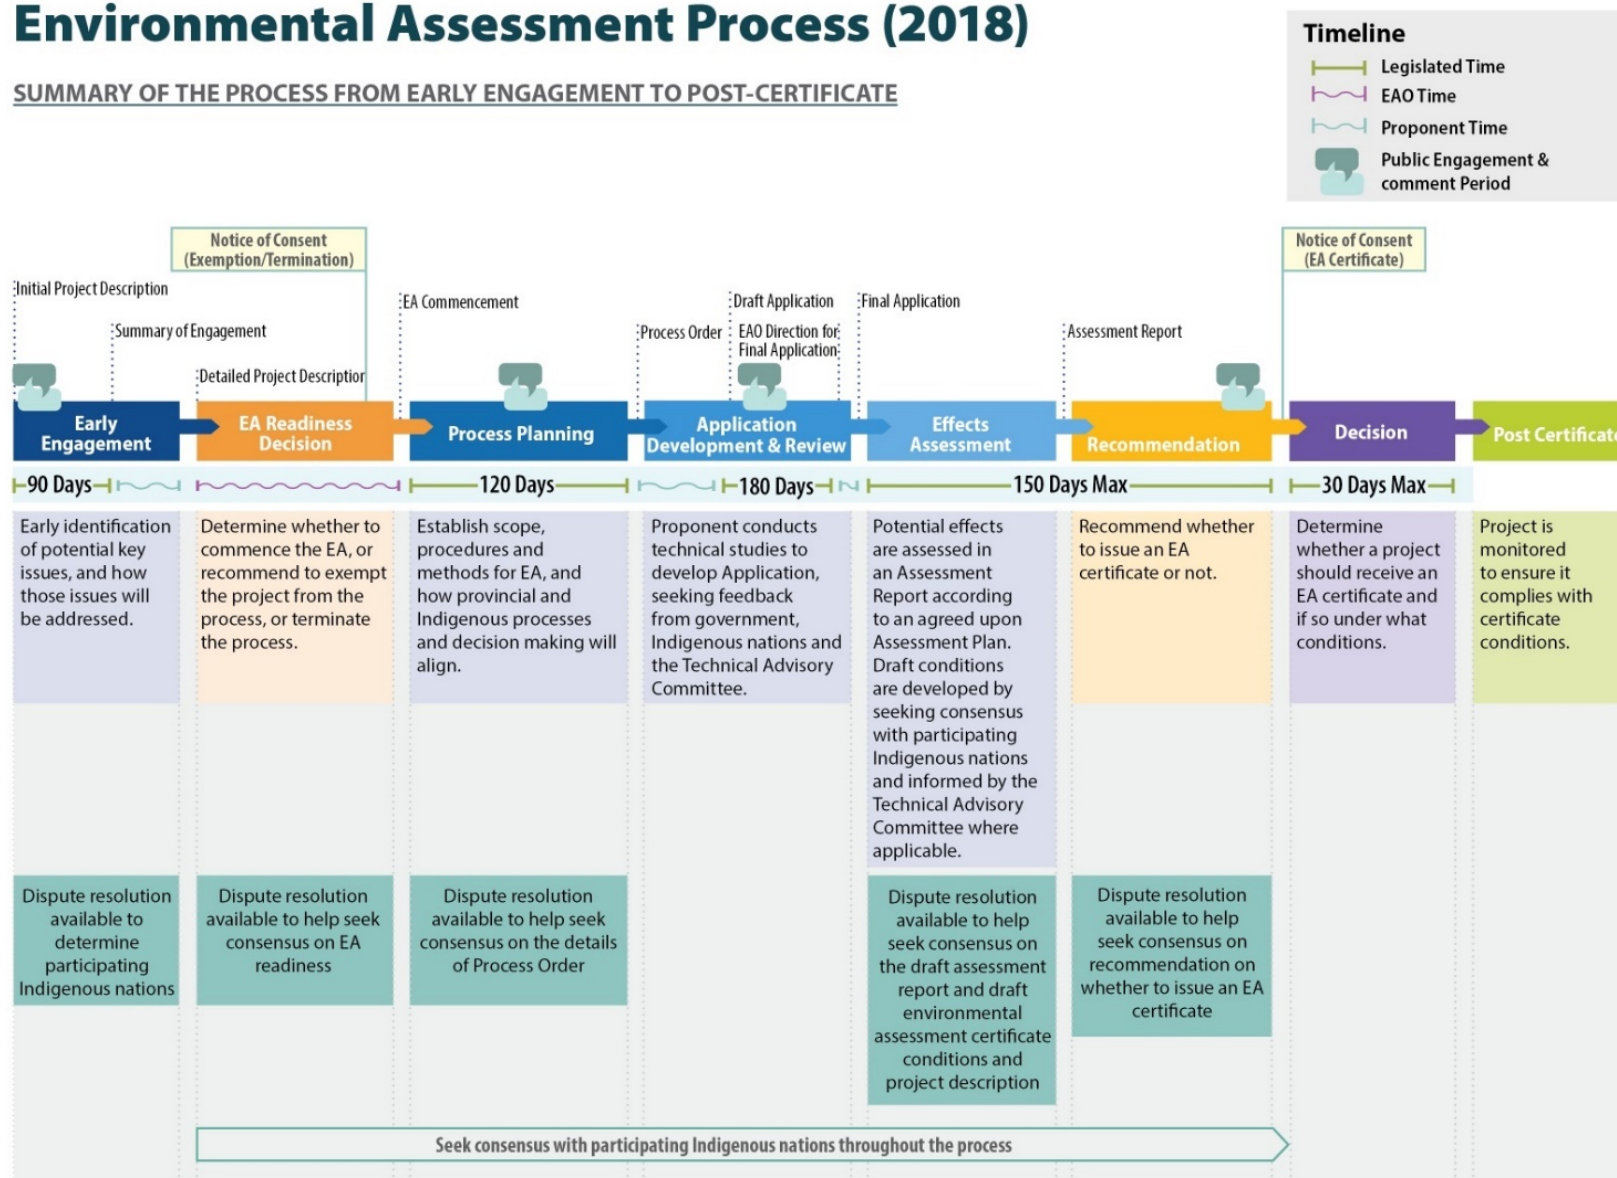 Environmental Assessment Process (2018)
SUMMARY OF THE PROCESS FROM EARLY ENGAGEMENT TO POST-CERTIFICATE
Timeline
Legislated Time
EAO Time
Proponent Time
Public Engagement &
comment Period
Notice of Consent
(Exemption/Termination)
Notice of Consent
(EA Certificate)
Initial Project Description
Summary of Engagement
Detailed Project Description
EA Commencement
Process Order
Draft Application
EAO Direction for
Final Application
Final Application
Assessment Report
Early
Engagement
EA Readiness
Decision
Process Planning
Application
Development & Review
Effects
Assessment
Recommendation
Decision
Post Certificate
90 Days
120 Days
180 Days
150 Days Max
30 Days Max
Early identification
of potential key
issues, and how
those issues will
be addressed.
Determine whether to
commence the EA, or
recommend to exempt
the project from the
process, or terminate
the process.
Establish scope,
procedures and
methods for EA, and
how provincial and
Indigenous processes
and decision making will
align.
Proponent conducts
technical studies to
develop Application,
seeking feedback
from government,
Indigenous nations and
the Technical Advisory
Committee.
Potential effects
are assessed in
an Assessment
Report according
to an agreed upon
Assessment Plan.
Draft conditions
are developed by
seeking consensus
with participating
Indigenous nations
and informed by the
Technical Advisory
Committee where
applicable.
Recommend whether
to issue an EA
certificate or not.
Determine
whether a project
should receive an
EA certificate and
if so under what
conditions.
Project is
monitored
to ensure it
complies with
certificate
conditions.
Dispute resolution
available to
determine
participating
Indigenous nations
Dispute resolution
available to help seek
consensus on EA
readiness
Dispute resolution
available to help seek
consensus on the details
of Process Order
Dispute resolution
available to help
seek consensus on
the draft assessment
report and draft
environmental
assessment certificate
conditions and
project description
Dispute resolution
available to help
seek consensus on
recommendation on
whether to issue an EA
certificate
Seek consensus with participating Indigenous nations throughout the process